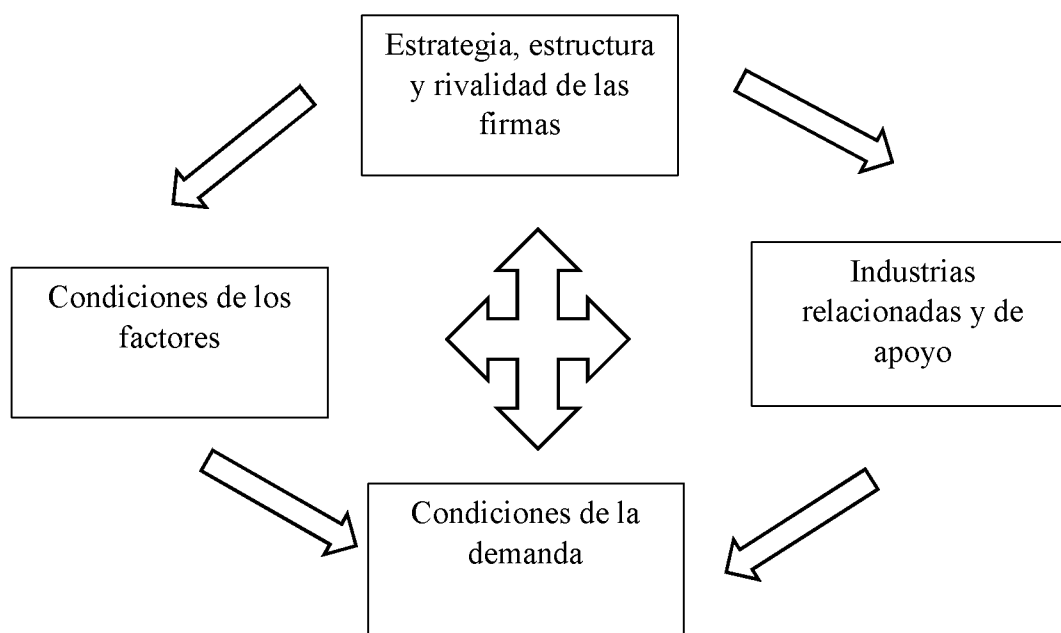 Estrategia, estructura
y rivalidad de las
firmas
Condiciones de los
factores
Industrias
relacionadas y de
apoyo
Condiciones de la
demanda